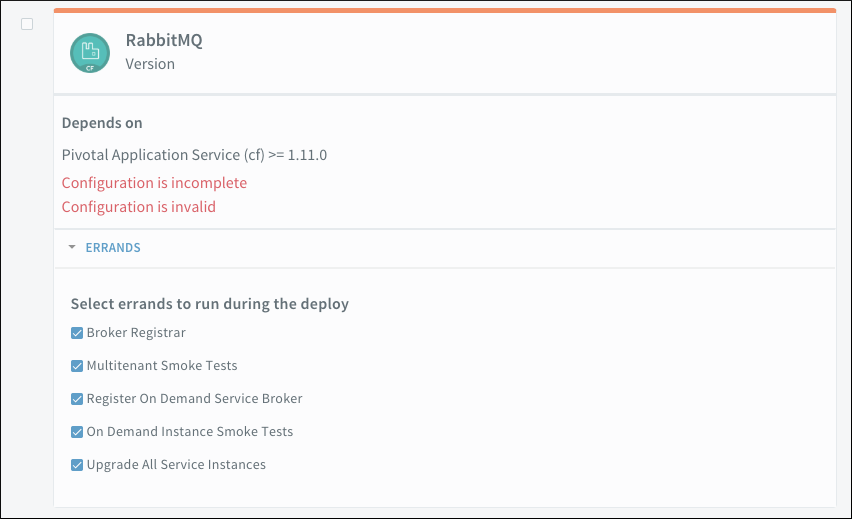 RabbitMQ
Version
CF
Depends on
Pivotal Application Service (cf) >= 1.11.0
Configuration is incomplete
Configuration is invalid
ERRANDS
Select errands to run during the deploy
Broker Registrar
Multitenant Smoke Tests
Register On Demand Service Broker
On Demand Instance Smoke Tests
Upgrade All Service Instances